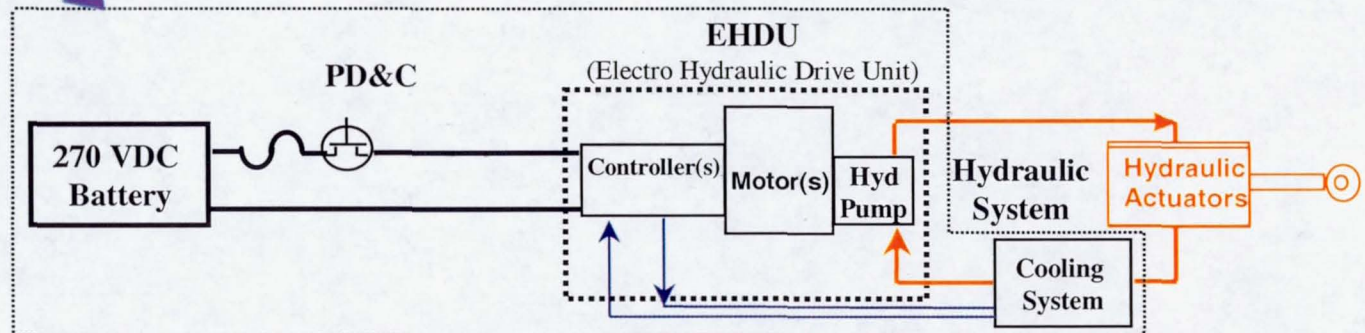 EHDU
(Electro Hydraulic Drive Unit)
PD&C
270 VDC
Battery
Controller(s)
Motor(s)
Hyd
Pump
Hydraulic
System
Hydraulic
Actuators
Cooling
System